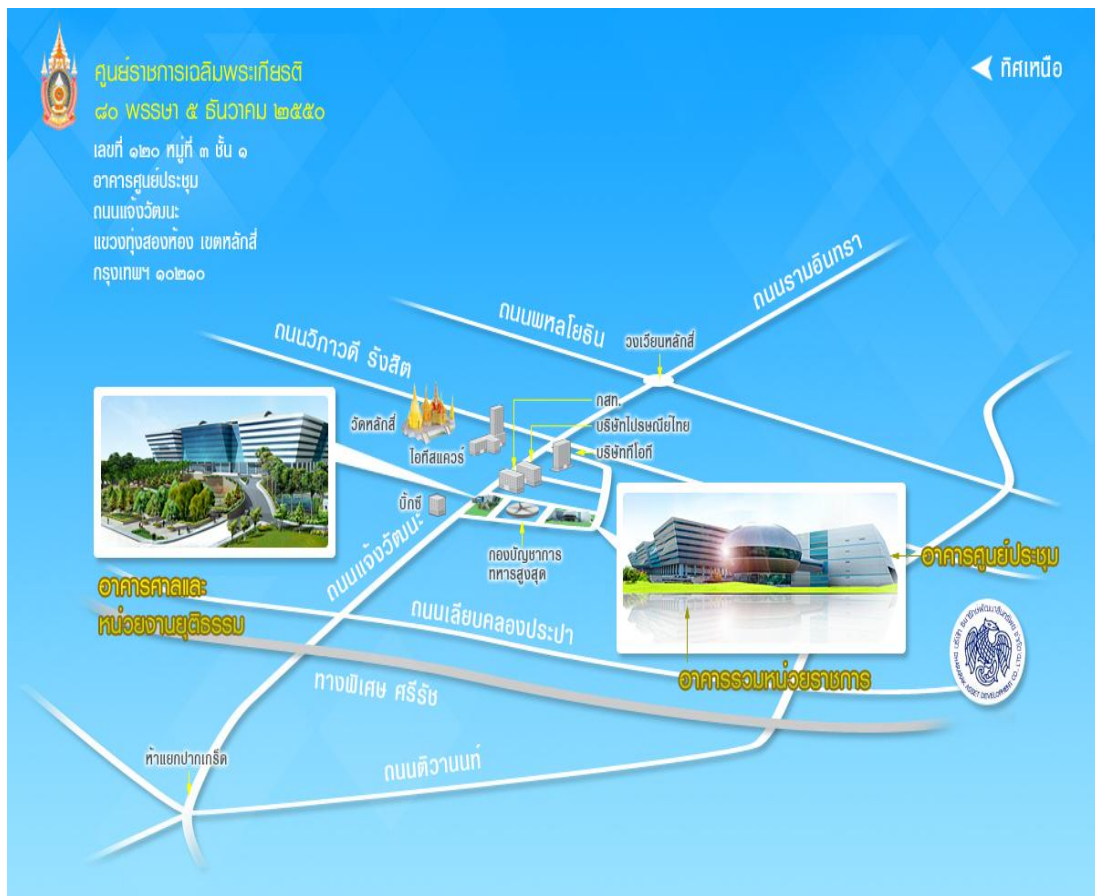 ศูนย์ราชการเฉลิมพระเกียรติ
๘๐ พรรษา ๕ ธันวาคม ๒๕๕๐
เลขที่ ๑๒๐ หมู่ที่ ๓ ชั้น ๑
อาคารศูนย์ประชุม
ถนนแจ้งวัฒนะ
แขวงทุ่งสองห้อง เขตหลักสี่
กรุงเทพฯ ๑๐๒๑๐
ทิศเหนือ
ถนนรามอินทรา
ถนนพหลโยธิน
วงเวียนหลักสี่
ถนนวิภาวดี รังสิต
กสท.
บริษัทไปรษณีย์ไทย
บริษัททีโอที
วัดหลักสี่
ไอทีสแควร์
บิ๊กซี
ถนนแจ้งวัฒนะ
กองบัญชาการ
ทหารสูงสุด
อาคารศูนย์ประชุม
อาคารศาลและ
หน่วยงานยุติธรรม
ถนนเลียบคลองประปา
อาคารรวมหน่วยราชการ
ทางพิเศษ ศรีรัช
ห้าแยกปากเกร็ด
ถนนติวานนท์